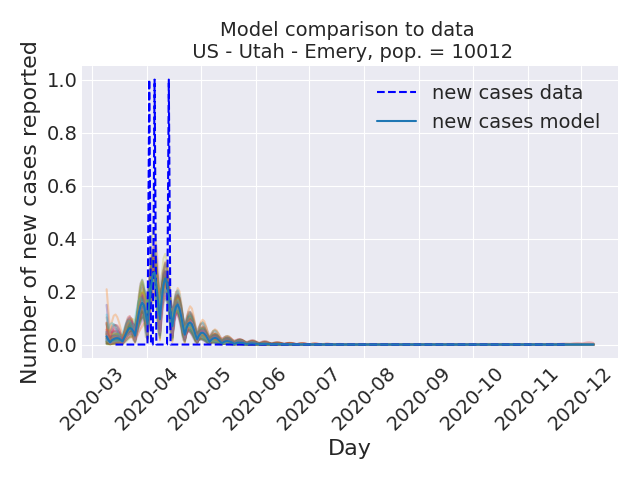 Model comparison to data
US - Utah - Emery, pop. = 10012
Number of new cases reported
1.0
0.8
0.6
0.4
0.2
0.0
new cases data
new cases model
2020-03
2020-04
2020-05
2020-06
2020-07
2020-08
2020-09
2020-10
2020-11
2020-12
Day